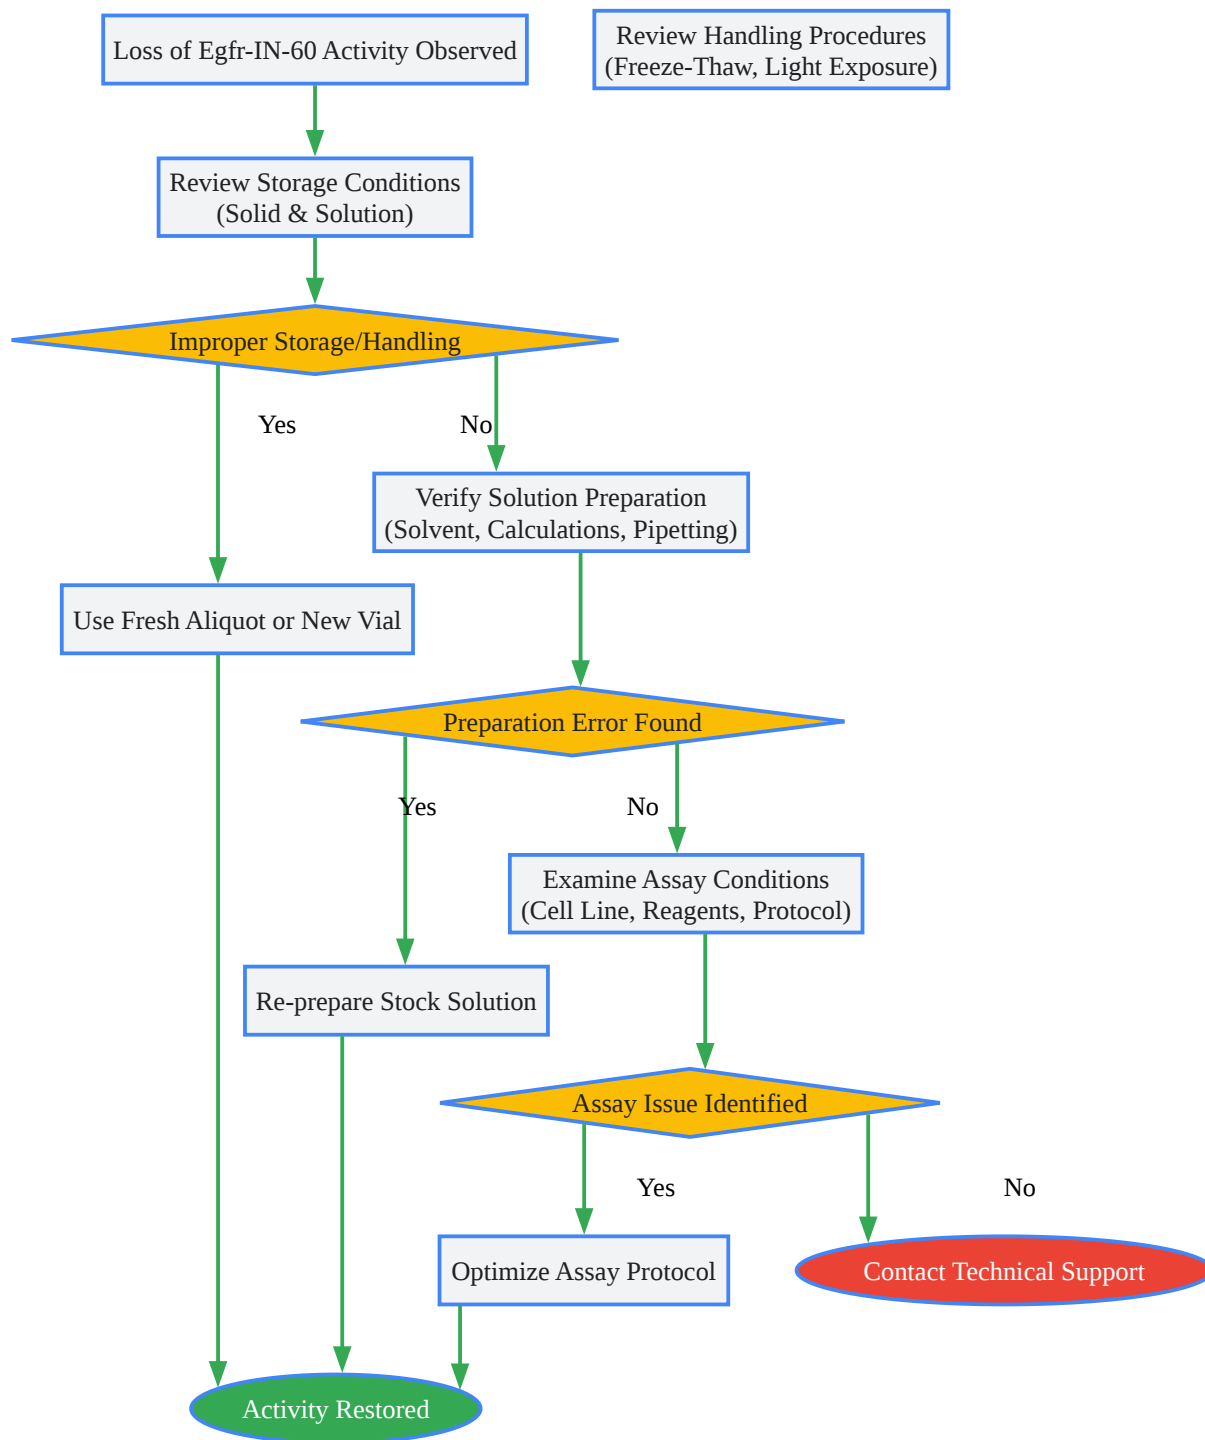 Loss of Egfr-IN-60 Activity Observed
Review Handling Procedures
(Freeze-Thaw, Light Exposure)
Review Storage Conditions
(Solid & Solution)
Improper Storage/Handling
Yes
No
Verify Solution Preparation
(Solvent, Calculations, Pipetting)
Use Fresh Aliquot or New Vial
Preparation Error Found
Yes
No
Examine Assay Conditions
(Cell Line, Reagents, Protocol)
Re-prepare Stock Solution
Assay Issue Identified
Yes
No
Optimize Assay Protocol
Contact Technical Support
Activity Restored